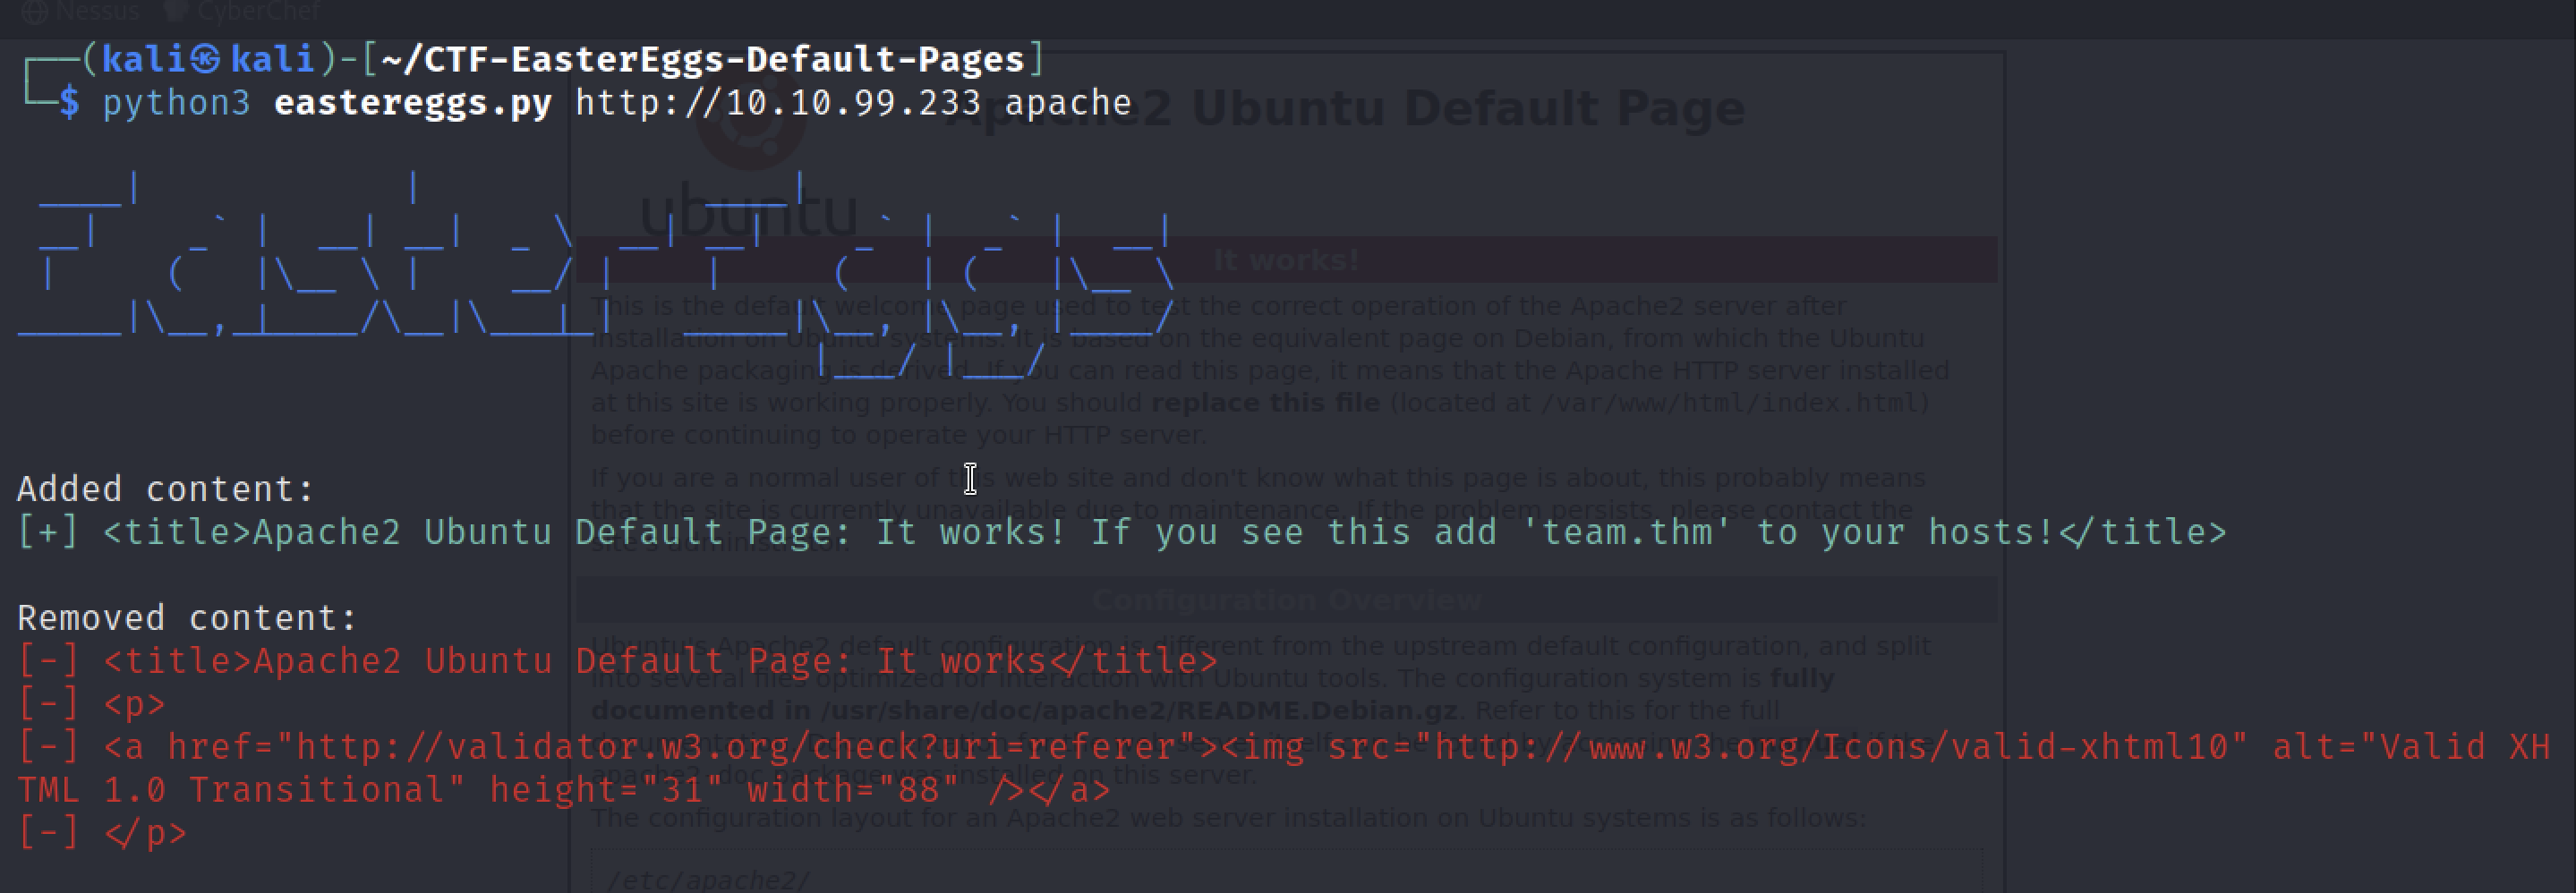 Nessus CyberChef
(kali㉿kali)-[~/CTF-EasterEggs-Default-Pages]
$ python3 eastereggs.py http://10.10.99.233 apache
Apache2 Ubuntu Default Page
ubuntu
It works!
This is the default welcome page used to test the correct operation of the Apache2 server after
installation on Ubuntu systems. It is based on the equivalent page on Debian, from which the Ubuntu
Apache packaging is derived. If you can read this page, it means that the Apache HTTP server installed
at this site is working properly. You should replace this file (located at /var/www/html/index.html)
before continuing to operate your HTTP server.
If you are a normal user of this web site and don't know what this page is about, this probably means
that the site is currently unavailable due to maintenance. If the problem persists, please contact the
site's administrator.
Added content:
[+] <title>Apache2 Ubuntu Default Page: It works! If you see this add 'team.thm' to your hosts!</title>
Configuration Overview
Removed content:
[-] <title>Apache2 Ubuntu Default Page: It works</title>
[-] <p>
[-] <a href="http://validator.w3.org/check?uri=referer"><img src="http://www.w3.org/Icons/valid-xhtml10" alt="Valid XH
TML 1.0 Transitional" height="31" width="88" /></a>
[-] </p>
Ubuntu's Apache2 default configuration is different from the upstream default configuration, and split
into several files optimized for interaction with Ubuntu tools. The configuration system is fully
documented in /usr/share/doc/apache2/README.Debian.gz. Refer to this for the full
apache2-doc package was installed on this server.
The configuration layout for an Apache2 web server installation on Ubuntu systems is as follows:
/etc/apache2/